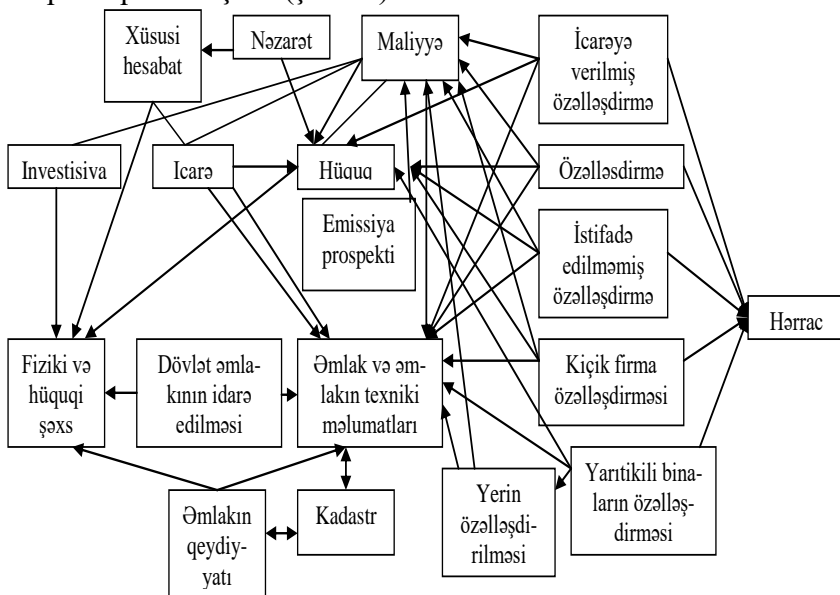 Xüsusi
hesabat
Nəzarət
Maliyyə
İcarəyə
verilmiş
özəlləşdirmə
Investisiva
Icarə
Hüquq
Özəlləsdirmə
Emissiya
prospekti
İstifadə
edilməmiş
özəlləşdirmə
Hərrac
Fiziki və
hüquqi
şəxs
Dövlət əmla-
kının idarə
edilməsi
Əmlak və əm-
lakın texniki
məlumatları
Kiçik firma
özəlləşdirməsi
Əmlakın
qeydiy-
yatı
Kadastr
Yerin
özəlləşdi-
rilməsi
Yarıtikili bina-
ların özəlləş-
dirməsi